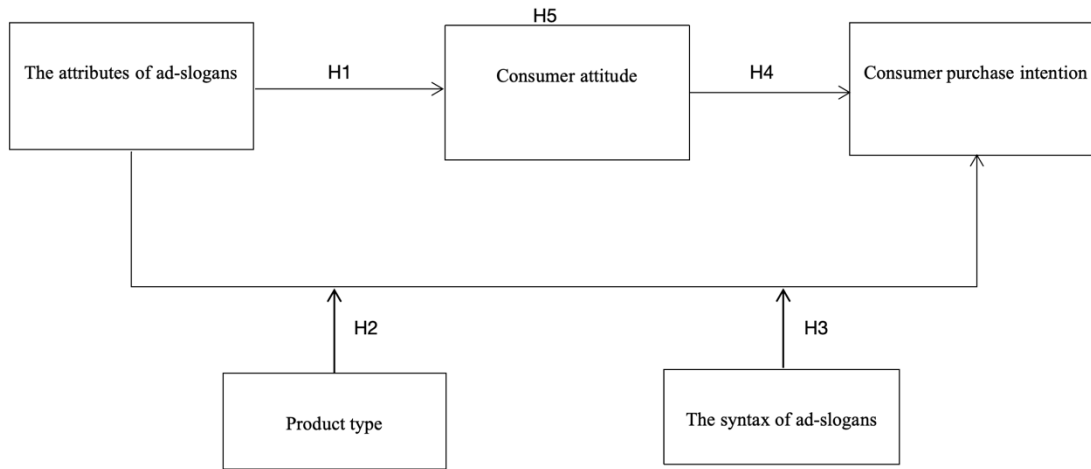 H5
The attributes of ad-slogans
H1
Consumer attitude
H4
Consumer purchase intention
H2
H3
Product type
The syntax of ad-slogans